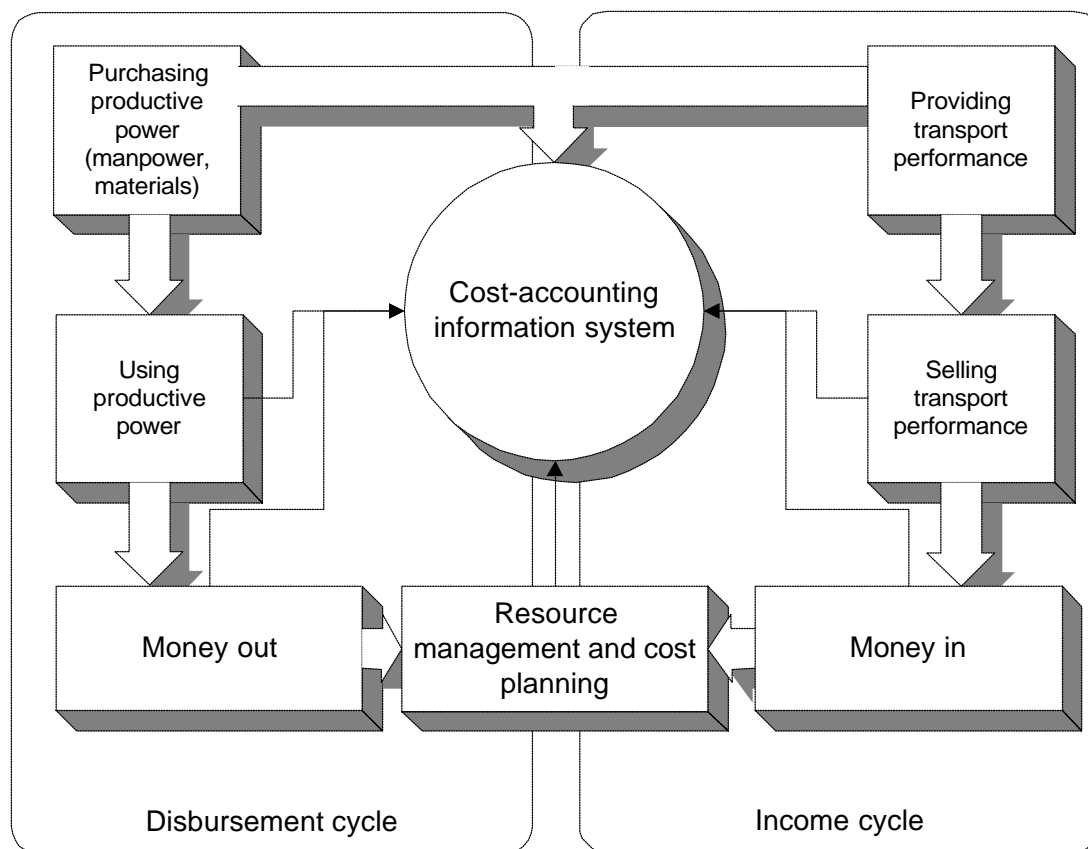 Purchasing
productive
power
(manpower,
materials)
Providing
transport
performance
Cost-accounting
information system
Using
productive
power
Selling
transport
performance
Money out
Resource
management and cost
planning
Money in
Disbursement cycle
Income cycle